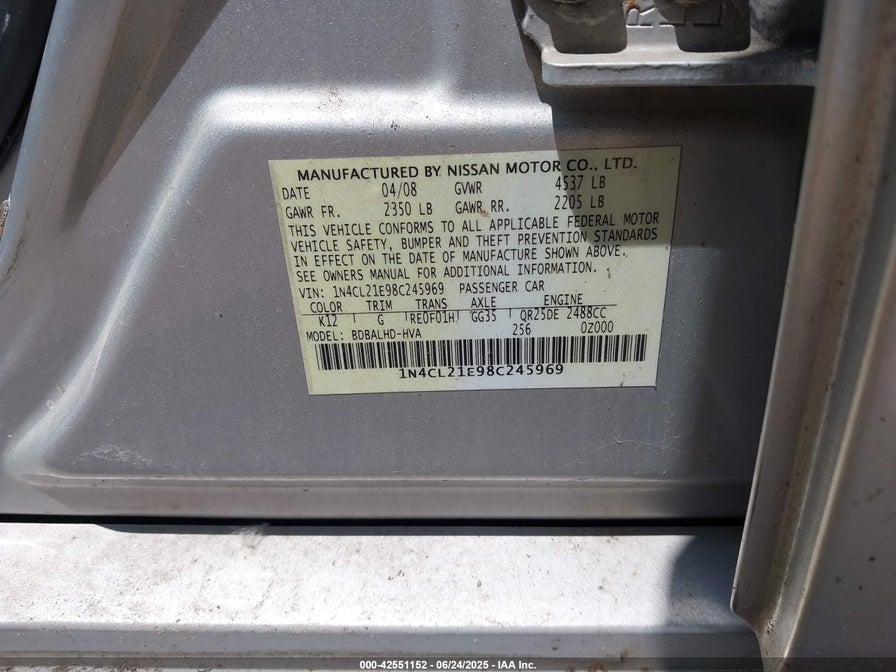 MANUFACTURED BY NISSAN MOTOR CO., LTD.
DATE 04/08 GVWR 4537 LB
GAWR FR. 2350 LB GAWR RR. 2205 LB
THIS VEHICLE CONFORMS TO ALL APPLICABLE FEDERAL MOTOR
VEHICLE SAFETY, BUMPER AND THEFT PREVENTION STANDARDS
IN EFFECT ON THE DATE OF MANUFACTURE SHOWN ABOVE.
SEE OWNERS MANUAL FOR ADDITIONAL INFORMATION.
VIN: 1N4CL21E98C245969 PASSENGER CAR
COLOR TRIM TRANS AXLE ENGINE
K12 G RE0F01H GG35 QR25DE 2488CC
MODEL: BDBALHD-HVA 256 0Z000
1N4CL21E98C245969
000-42551152 - 06/24/2025 - IAA Inc.